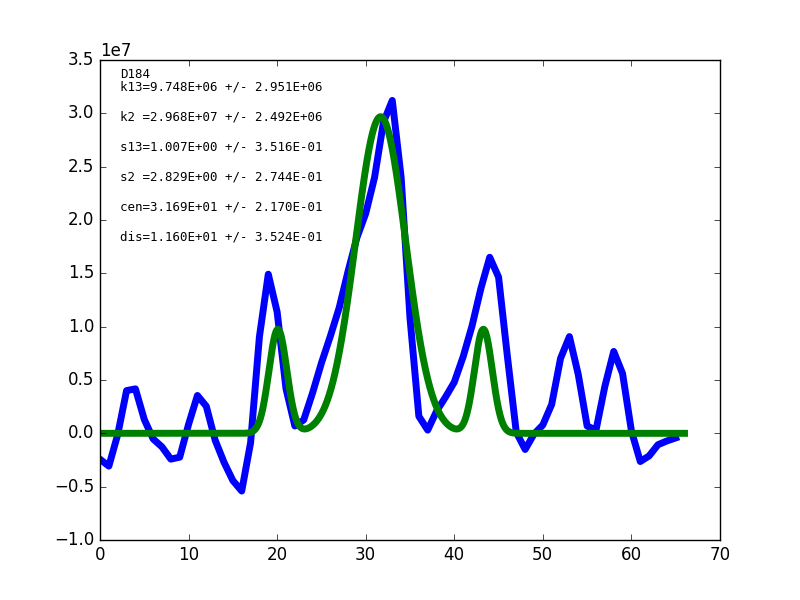 1e7
3.5
3.0
2.5
2.0
1.5
1.0
0.5
0.0
−0.5
−1.0
D184
k13=9.748E+06 +/- 2.951E+06
k2 =2.968E+07 +/- 2.492E+06
s13=1.007E+00 +/- 3.516E-01
s2 =2.829E+00 +/- 2.744E-01
cen=3.169E+01 +/- 2.170E-01
dis=1.160E+01 +/- 3.524E-01
0 10 20 30 40 50 60 70